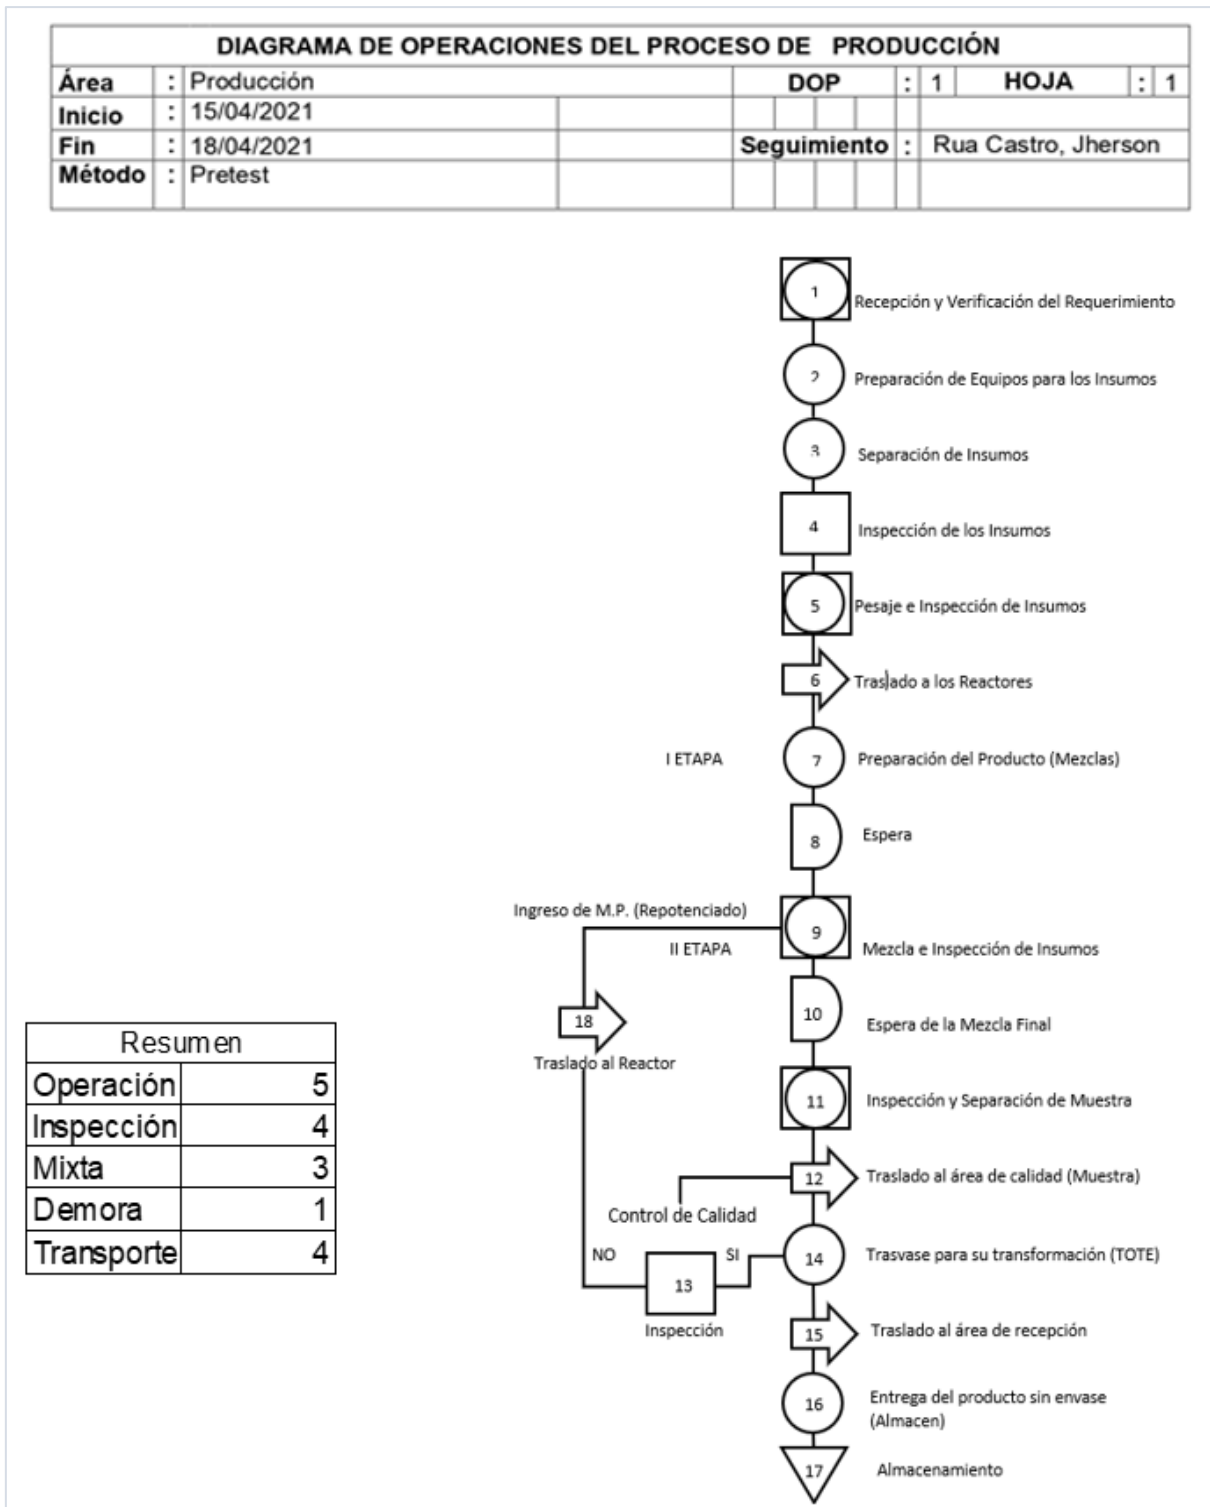 DIAGRAMA DE OPERACIONES DEL PROCESO DE PRODUCCIÓN
Área : Producción DOP : 1 HOJA : 1
Inicio : 15/04/2021
Fin : 18/04/2021 Seguimiento : Rua Castro, Jherson
Método : Pretest
1 Recepción y Verificación del Requerimiento
2 Preparación de Equipos para los Insumos
3 Separación de Insumos
4 Inspección de los Insumos
5 Pesaje e Inspección de Insumos
6 Traslado a los Reactores
I ETAPA 7 Preparación del Producto (Mezclas)
8 Espera
Ingreso de M.P. (Repotenciado)
9
II ETAPA Mezcla e Inspección de Insumos
18 10 Espera de la Mezcla Final
Traslado al Reactor
11 Inspección y Separación de Muestra
12 Traslado al área de calidad (Muestra)
Control de Calidad
NO SI 14 Trasvase para su transformación (TOTE)
13
Inspección 15 Traslado al área de recepción
16 Entrega del producto sin envase
(Almacen)
17 Almacenamiento
Resumen
Operación 5
Inspección 4
Mixta 3
Demora 1
Transporte 4